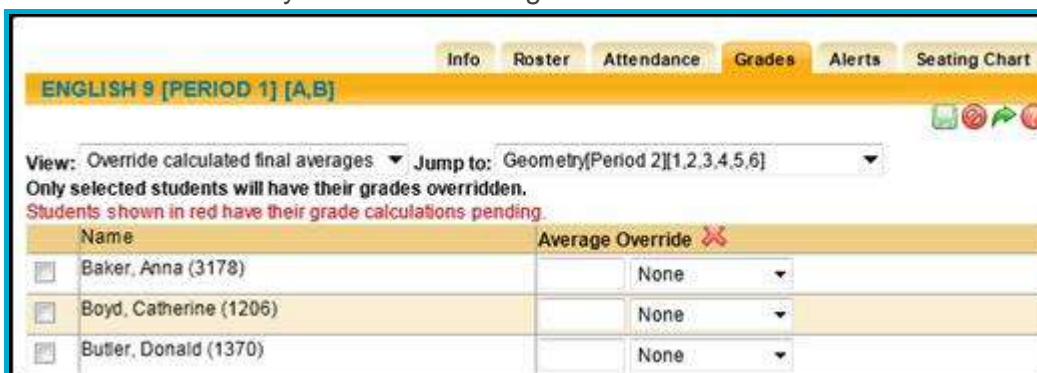 Info Roster Attendance Grades Alerts Seating Chart
ENGLISH 9 [PERIOD 1] [A,B]
View: Override calculated final averages Jump to: Geometry[Period 2][1,2,3,4,5,6]
Only selected students will have their grades overridden.
Students shown in red have their grade calculations pending.
Name Average Override
Baker, Anna (3178) None
Boyd, Catherine (1206) None
Butler, Donald (1370) None